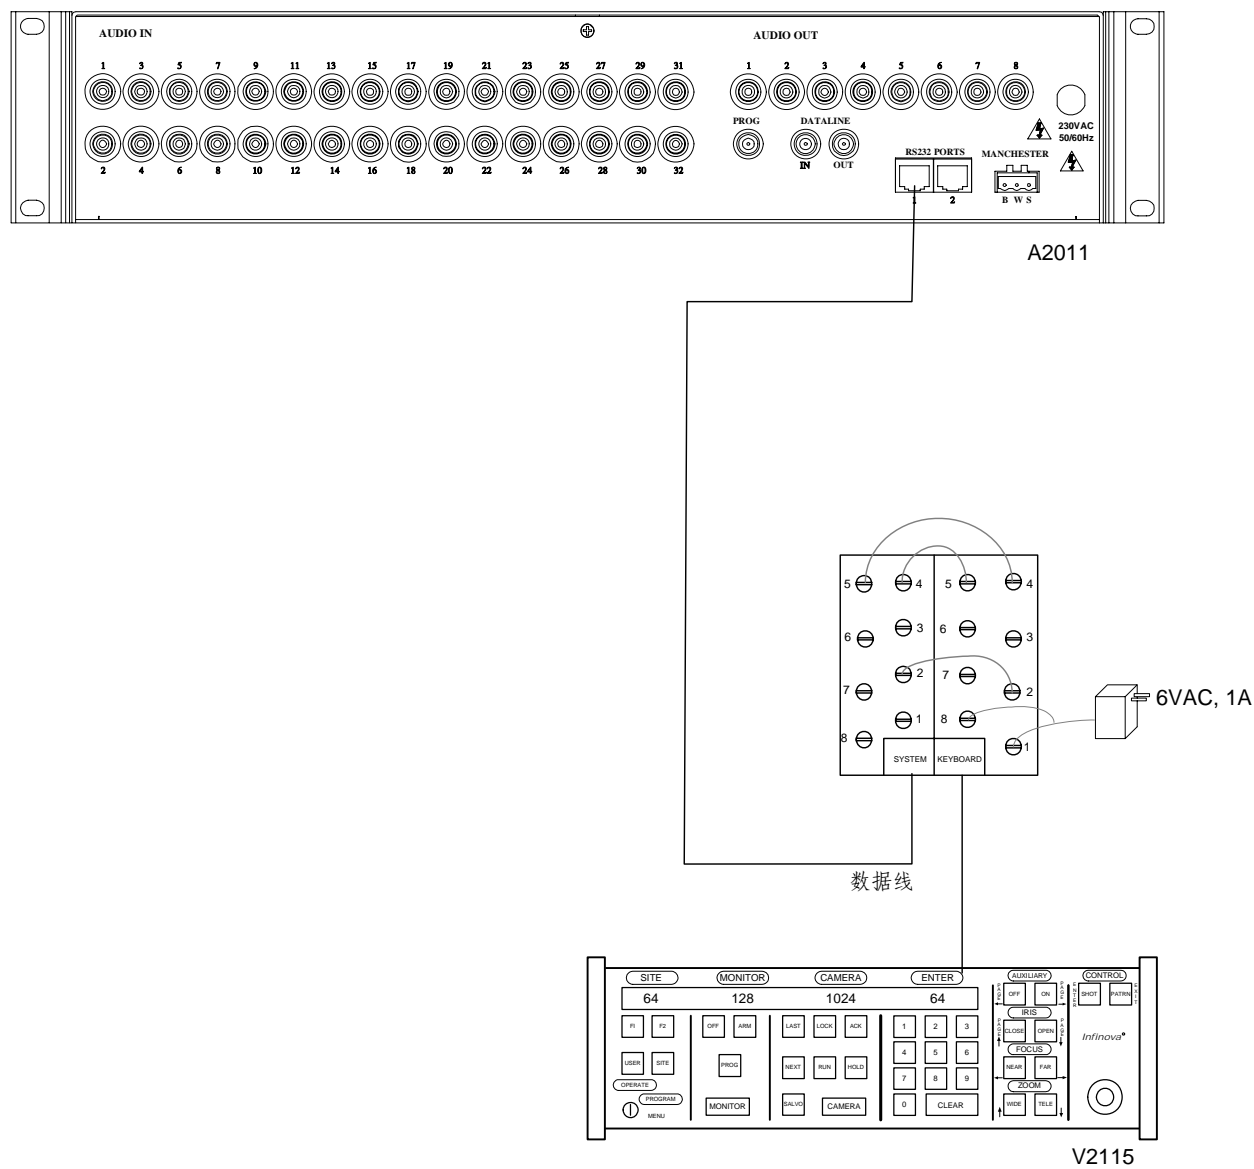 AUDIO IN
AUDIO OUT
1 3 5 7 9 11 13 15 17 19 21 23 25 27 29 31
1 2 3 4 5 6 7 8
PROG
DATALINE
IN
OUT
230VAC
50/60Hz
RS232 PORTS
MANCHESTER
2 4 6 8 10 12 14 16 18 20 22 24 26 28 30 32
1 2
B W S
A2011
5 4 5 4
6 3 6 3
7 2 7 2
8 1 8 1
6VAC, 1A
SYSTEM
KEYBOARD
数据线
SITE
MONITOR
CAMERA
ENTER
AUXILIARY
CONTROL
64
128
1024
64
PAGE
OFF
ON
PAGE
ENTER
SHOT
PATRN
EXIT
F1
F2
OFF
ARM
LAST
LOCK
ACK
1 2 3
IRIS
PAGE
CLOSE
OPEN
PAGE
Infinova
USER
SITE
PROG
NEXT
RUN
HOLD
4 5 6
FOCUS
NEAR
FAR
7 8 9
OPERATE
PROGRAM
MENU
MONITOR
SALVO
CAMERA
0
CLEAR
ZOOM
WIDE
TELE
V2115